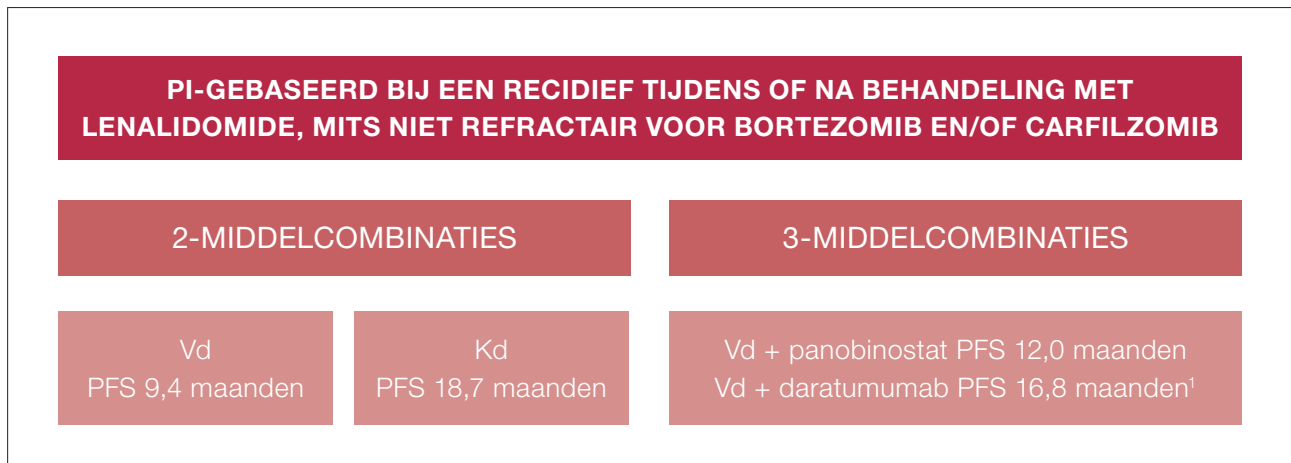 PI-GEBASEERD BIJ EEN RECIDIEF TIJDENS OF NA BEHANDELING MET
LENALIDOMIDE, MITS NIET REFRACTAIR VOOR BORTEZOMIB EN/OF CARFILZOMIB
2-MIDDELCOMBINATIES
3-MIDDELCOMBINATIES
Vd
PFS 9,4 maanden
Kd
PFS 18,7 maanden
Vd + panobinostat PFS 12,0 maanden
Vd + daratumumab PFS 16,8 maanden¹